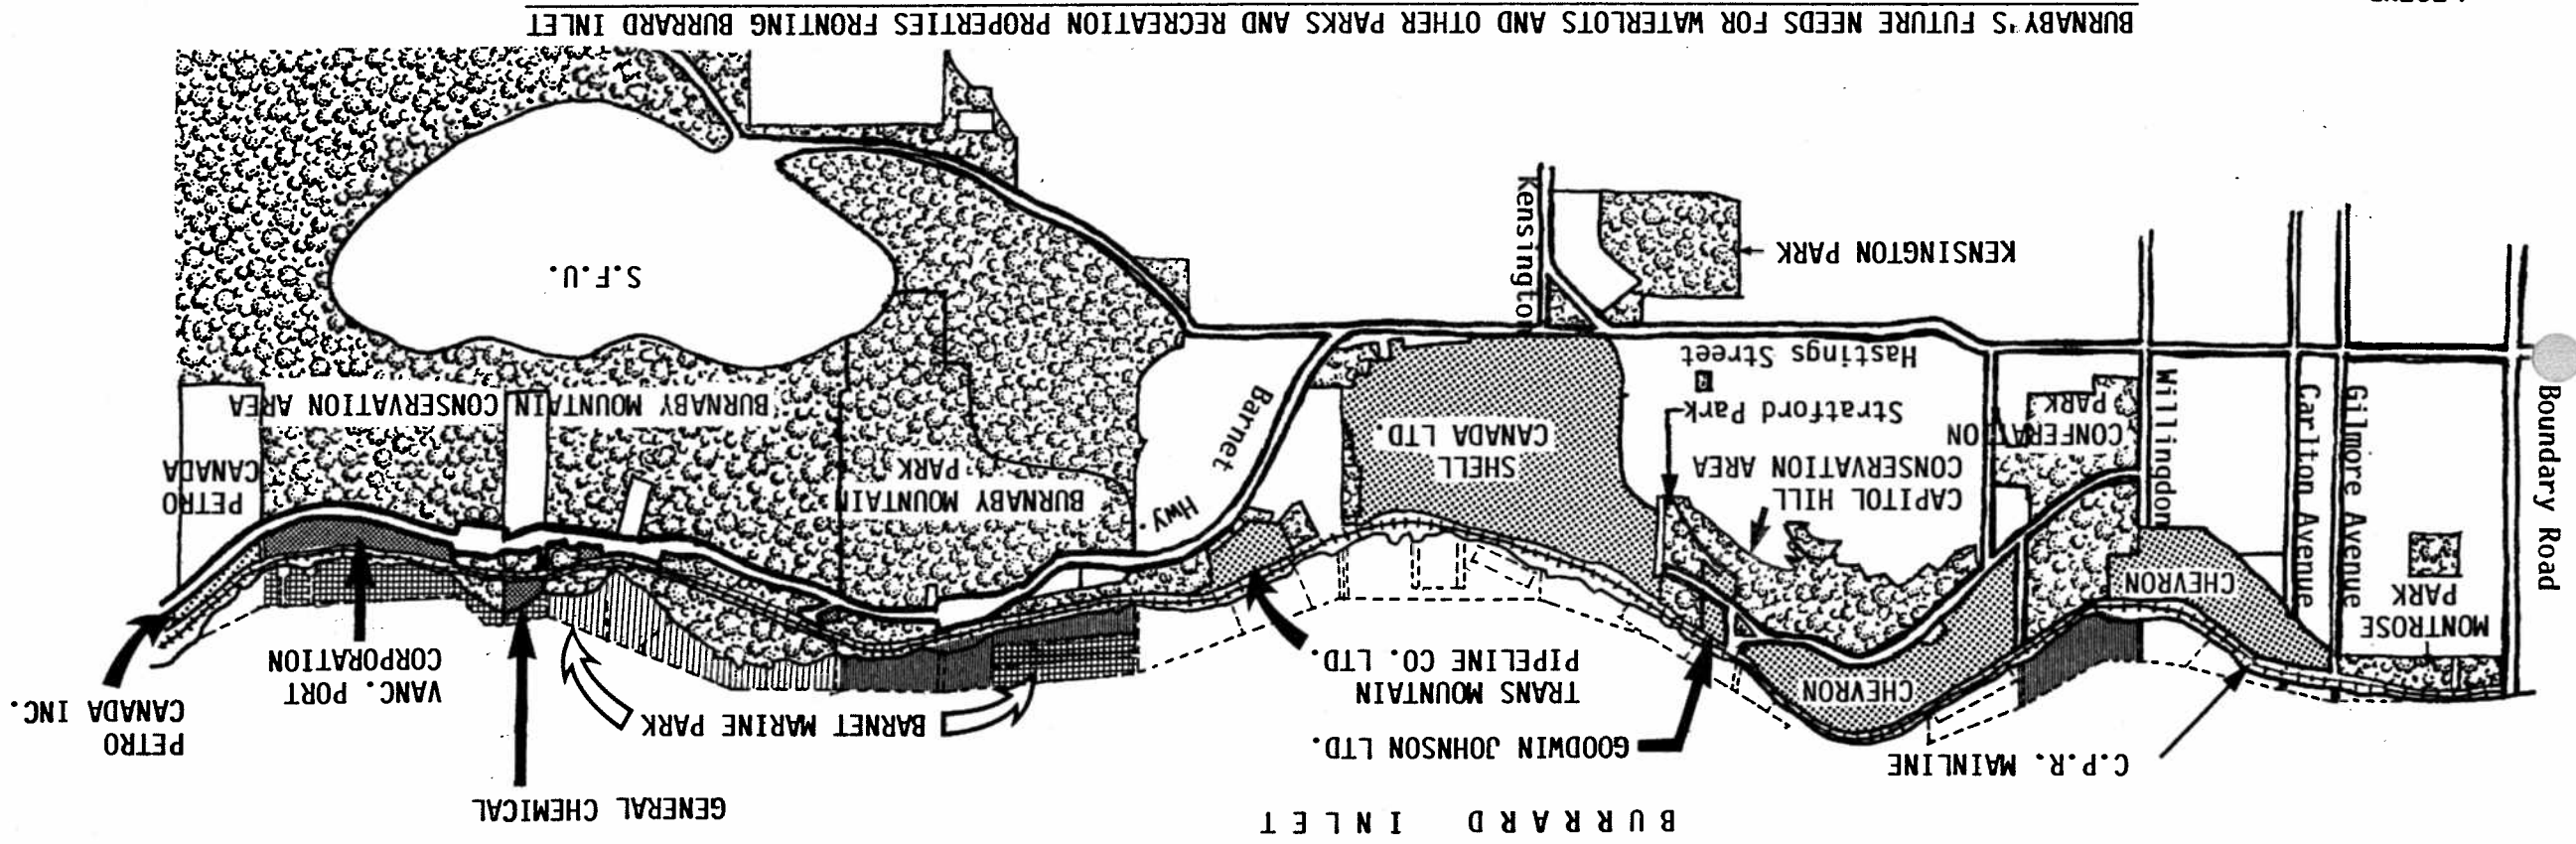 BURRARD INLET
GENERAL CHEMICAL
C.P.R. MAINLINE
GOODWIN JOHNSON LTD.
BARNET MARINE PARK
PETRO
CANADA INC.
TRANS MOUNTAIN
PIPELINE CO. LTD.
VANC. PORT
CORPORATION
CHEVRON
MONTROSE
PARK
CHEVRON
Boundary Road
Gilmore Avenue
Carlton Avenue
Willingdon
CAPITOL HILL
CONSERVATION AREA
CONFERATION
PARK
Stratford Park
Hastings Street
SHELL
CANADA LTD.
Barnet
Hwy.
BURNABY MOUNTAIN
PARK
BURNABY MOUNTAIN CONSERVATION AREA
PETRO
CANADA
KENSINGTON PARK
Kensington
S.F.U.
BURNABY'S FUTURE NEEDS FOR WATERLOTS AND OTHER PARKS AND RECREATION PROPERTIES FRONTING BURRARD INLET